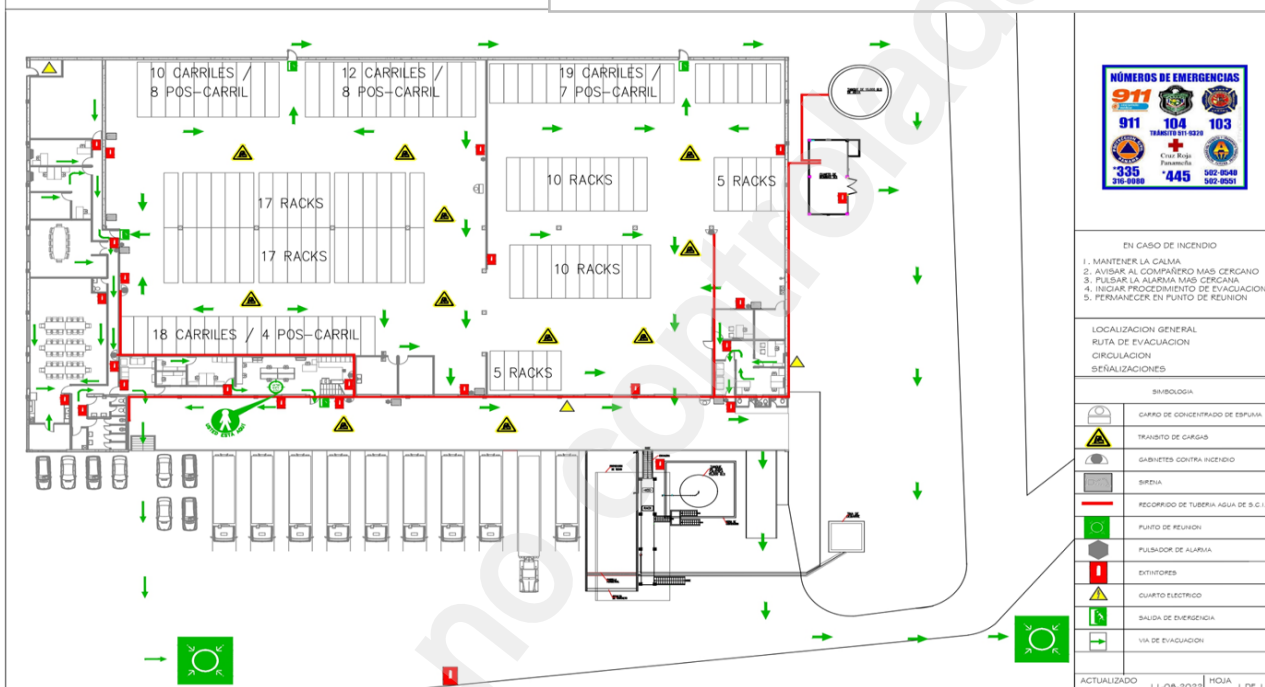 10 CARRILES /
8 POS-CARRIL
12 CARRILES /
8 POS-CARRIL
19 CARRILES /
7 POS-CARRIL
10 RACKS
5 RACKS
17 RACKS
17 RACKS
10 RACKS
18 CARRILES / 4 POS-CARRIL
5 RACKS
USTED ESTA AQUI
no controlado
NÚMEROS DE EMERGENCIAS
911
911
104
103
TRÁNSITO 911-9320
*335
316-0080
Cruz Roja
Panameña
*445
502-0540
502-0551
EN CASO DE INCENDIO
1. MANTENER LA CALMA
2. AVISAR AL COMPAÑERO MAS CERCANO
3. PULSAR LA ALARMA MAS CERCANA
4. INICIAR PROCEDIMIENTO DE EVACUACION
5. PERMANECER EN PUNTO DE REUNION
LOCALIZACION GENERAL
RUTA DE EVACUACION
CIRCULACION
SEÑALIZACIONES
SIMBOLOGIA
CARRO DE CONCENTRADO DE ESPUMA
TRANSITO DE CARGAS
GABINETES CONTRA INCENDIO
SIRENA
RECORRIDO DE TUBERIA AGUA DE S.C.I.
PUNTO DE REUNION
PULSADOR DE ALARMA
EXTINTORES
CUARTO ELECTRICO
SALIDA DE EMERGENCIA
VIA DE EVACUACION
ACTUALIZADO
HOJA